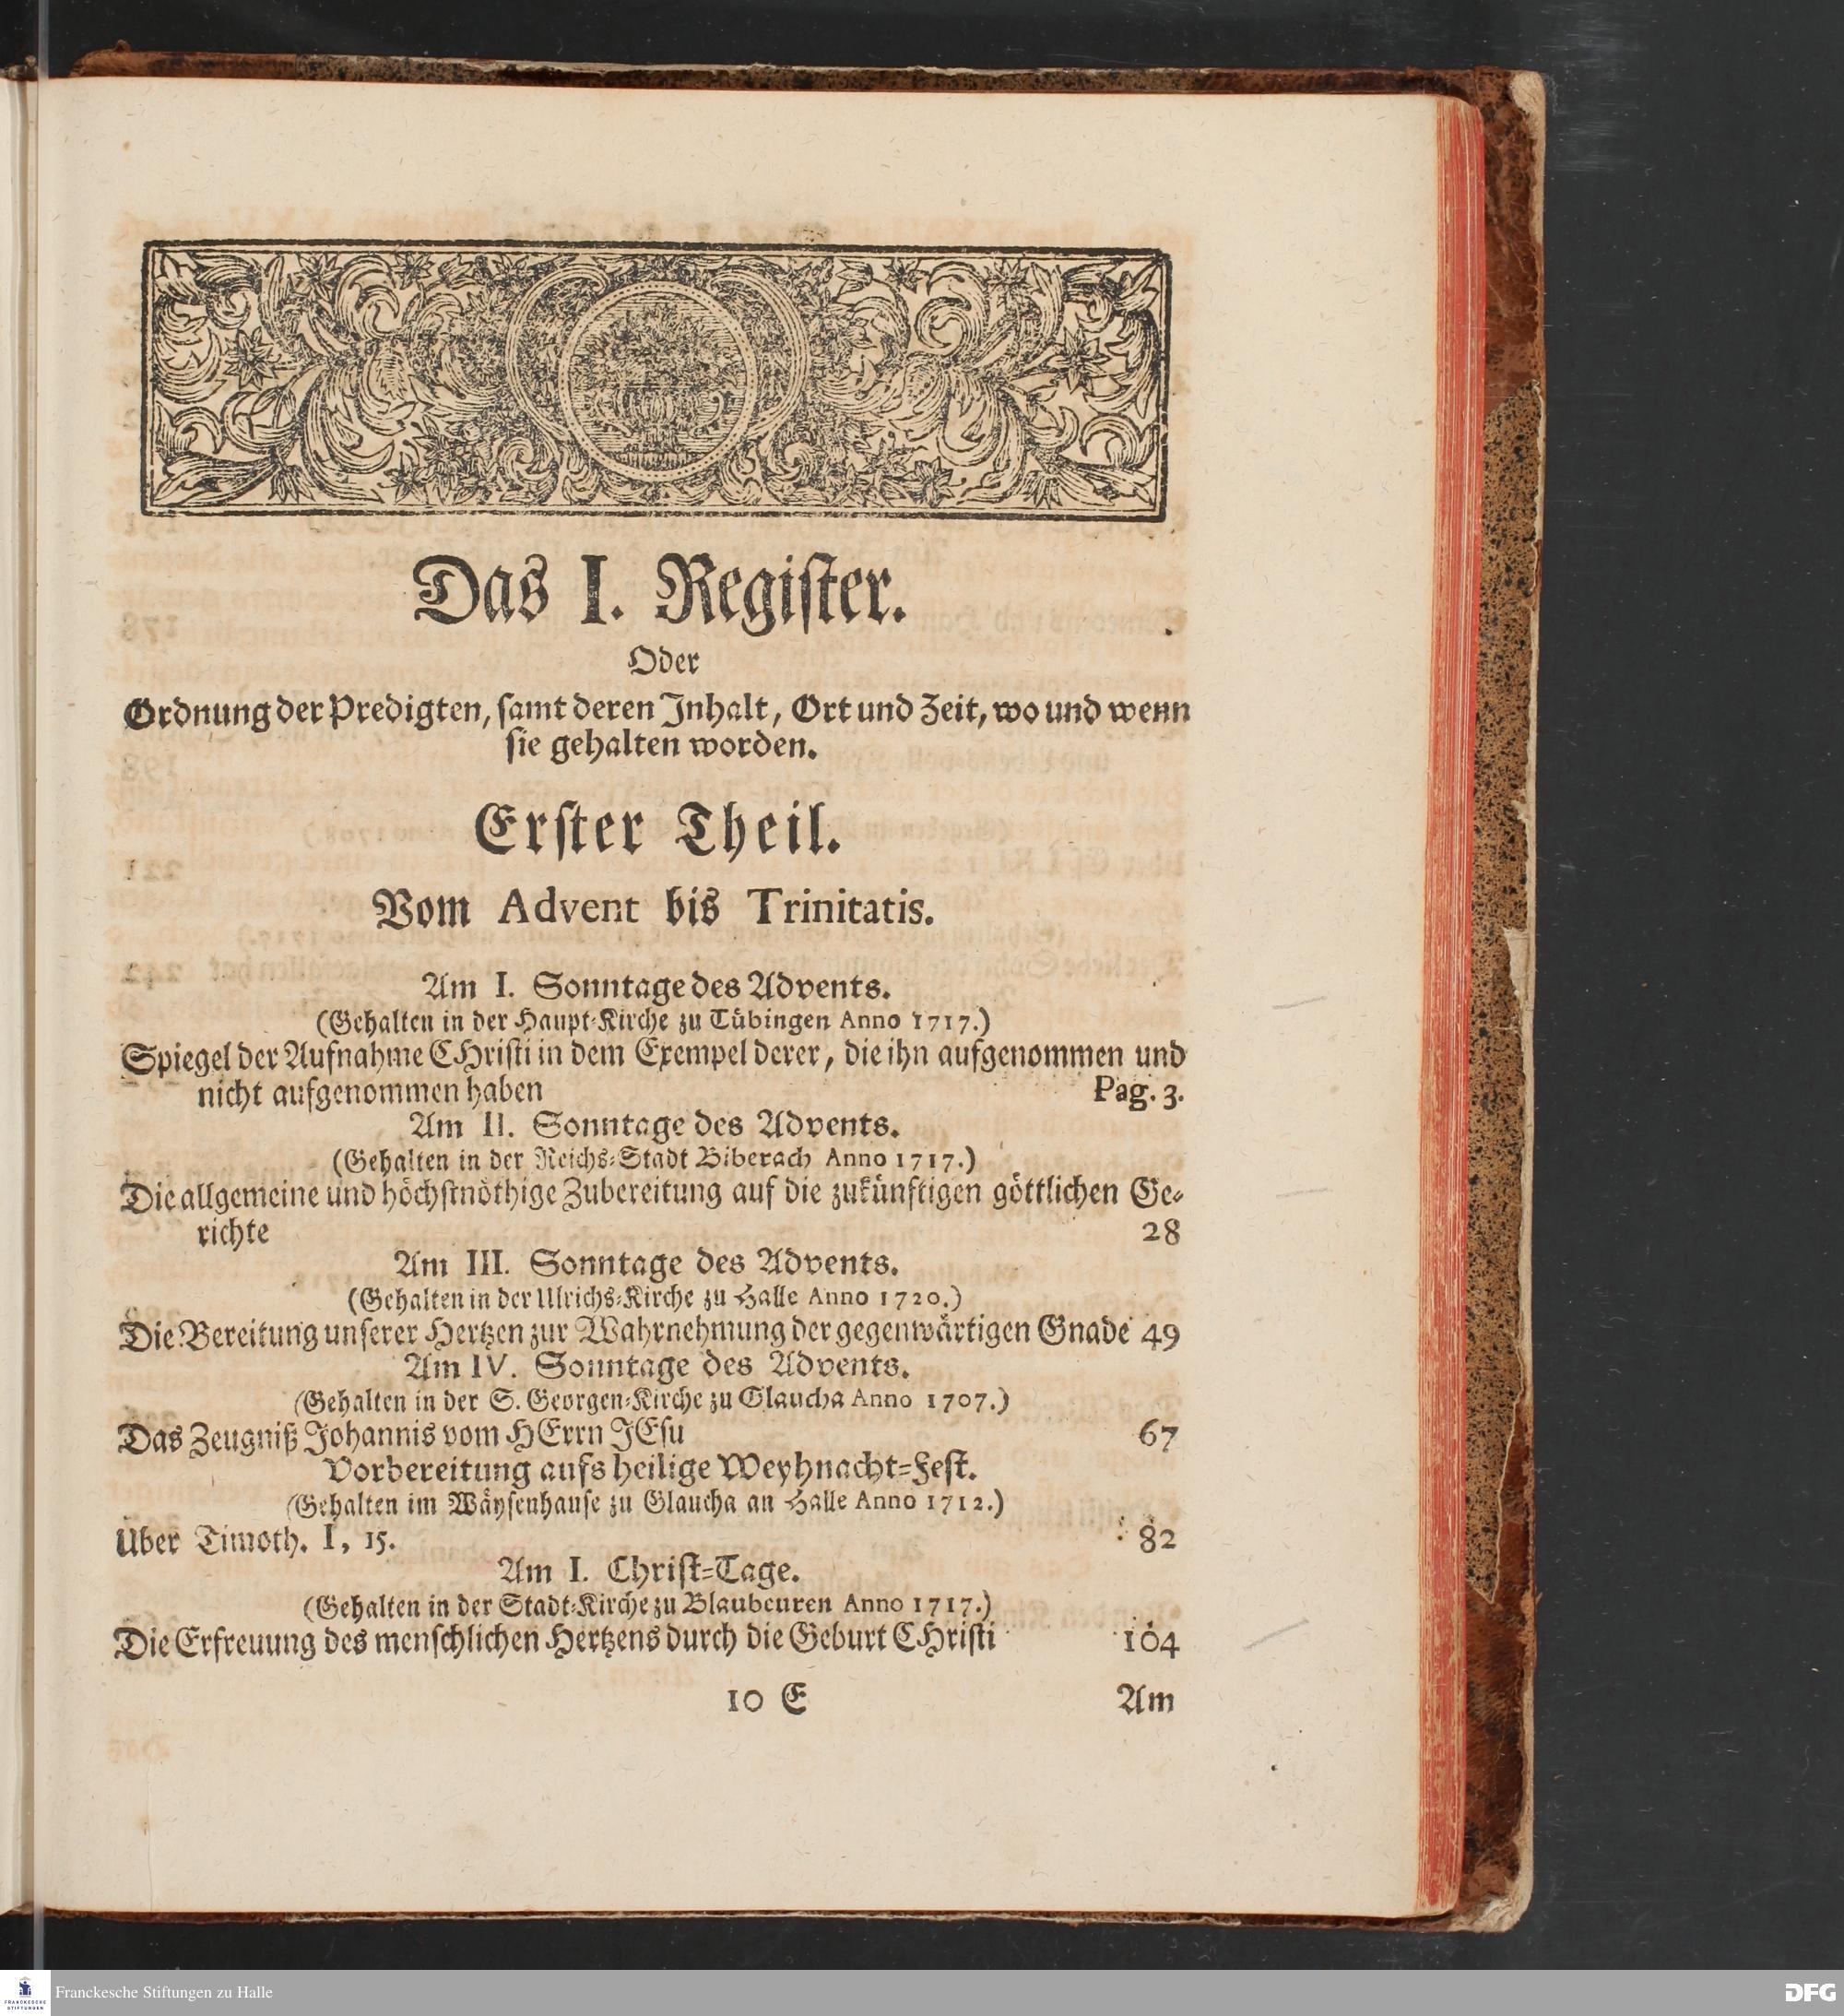 Das I. Register.
Oder
Ordnung der Predigten, samt deren Inhalt, Ort und Zeit, wo und wenn
sie gehalten worden.
Erster Theil.
Vom Advent bis Trinitatis.
Am I. Sonntage des Advents.
(Gehalten in der Haupt-Kirche zu Tübingen Anno 1717.)
Spiegel der Aufnahme CHristi in dem Exempel derer, die ihn aufgenommen und
nicht aufgenommen haben Pag. 3.
Am II. Sonntage des Advents.
(Gehalten in der Reichs-Stadt Biberach Anno 1717.)
Die allgemeine und höchstnöthige Zubereitung auf die zukünftigen göttlichen Ge-
richte 28
Am III. Sonntage des Advents.
(Gehalten in der Ulrichs-Kirche zu Halle Anno 1720.)
Die Bereitung unserer Hertzen zur Wahrnehmung der gegenwärtigen Gnade 49
Am IV. Sonntage des Advents.
(Gehalten in der S. Georgen-Kirche zu Glaucha Anno 1707.)
Das Zeugniß Johannis vom HErrn JEsu 67
Vorbereitung aufs heilige Weyhnacht-Fest.
(Gehalten im Wäysenhause zu Glaucha an Halle Anno 1712.)
Über Timoth. I, 15. 82
Am I. Christ-Tage.
(Gehalten in der Stadt-Kirche zu Blaubeuren Anno 1717.)
Die Erfreuung des menschlichen Hertzens durch die Geburt CHristi 104
10 E Am
FRANCKESCHE
STIFTUNGEN
Franckesche Stiftungen zu Halle
DFG